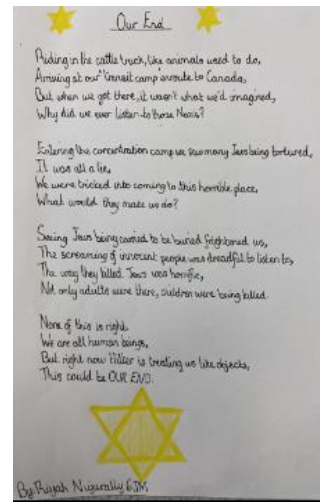 Our End
Riding in the cattle truck, like animals used to do,
Arriving at our "transit camp" enroute to Canada,
But when we got there, it wasn't what we'd imagined,
Why did we ever listen to those Nazis?
Entering the concentration camp we saw many Jews being tortured,
It was all a lie,
We were tricked into coming to this horrible place,
What would they make us do?
Seeing Jews being carried to be buried frightened us,
The screaming of innocent people was dreadful to listen to,
The way they killed Jews was horrific,
Not only adults were there, children were being killed.
None of this is right.
We are all human beings,
But right now Hitler is treating us like objects,
This could be OUR END.
By: 6JM